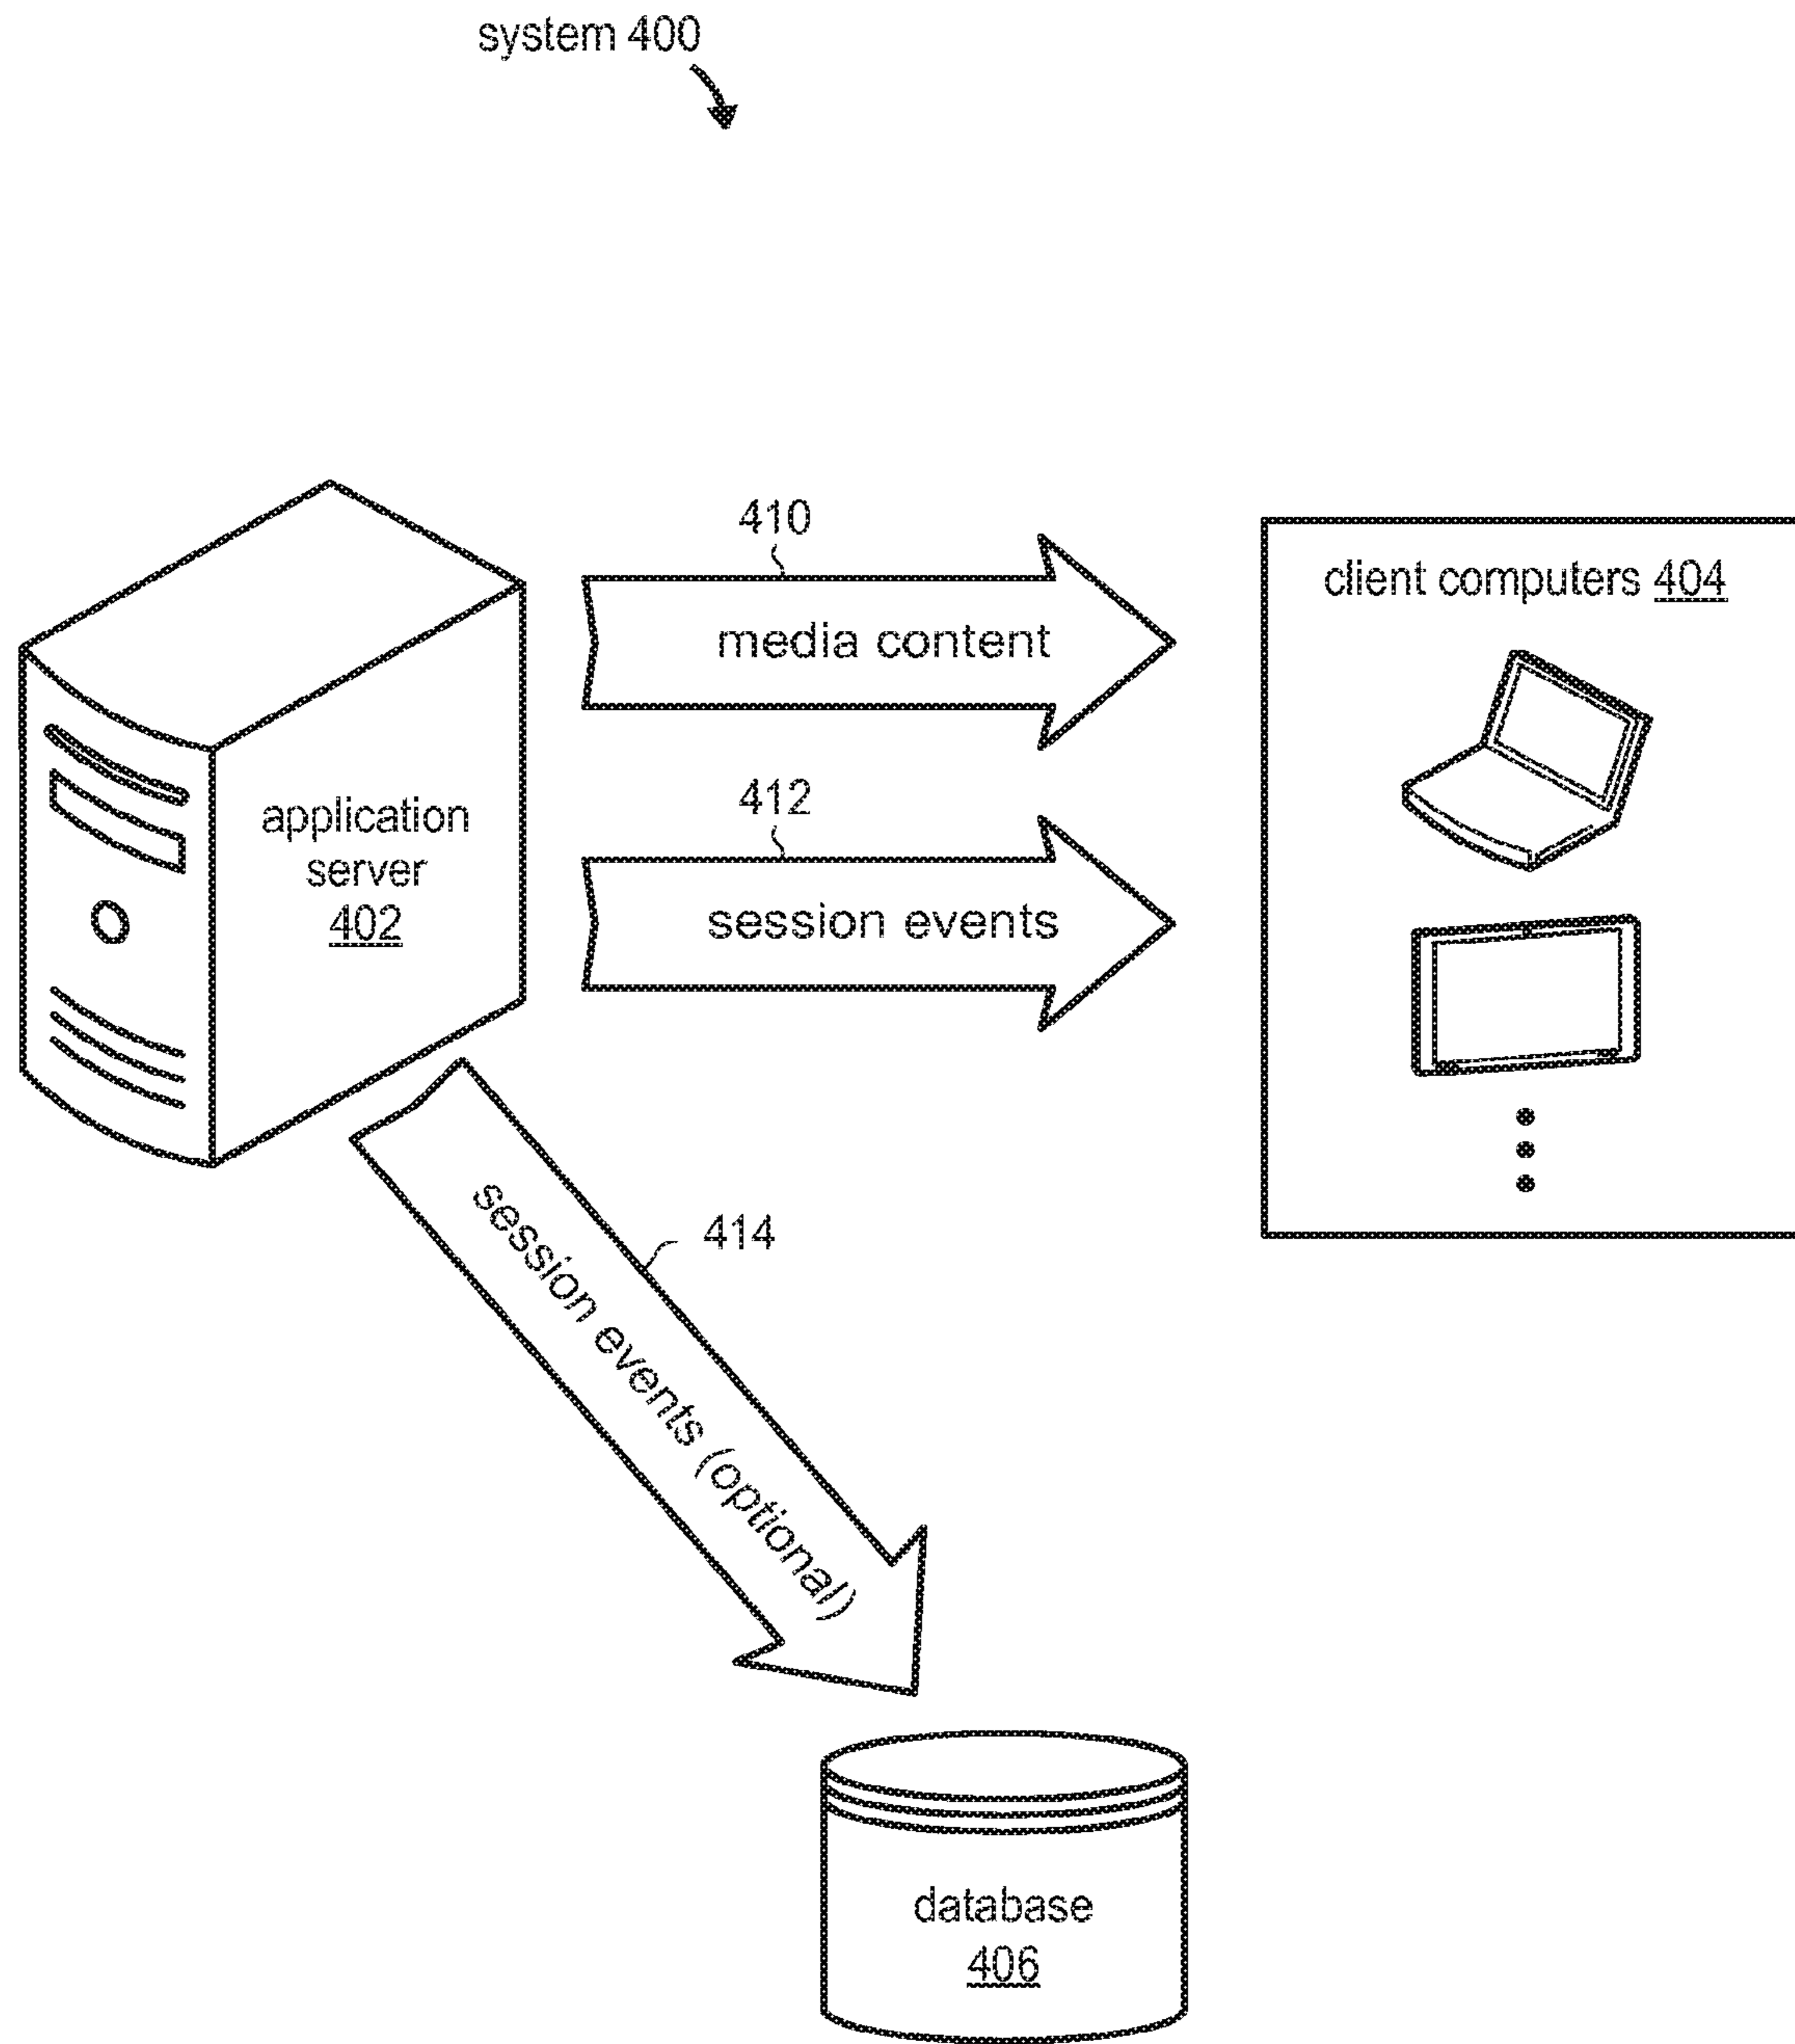 system 400
410
media content
client computers 404
412
session events
application
server
402
414
session events (optional)
database
406